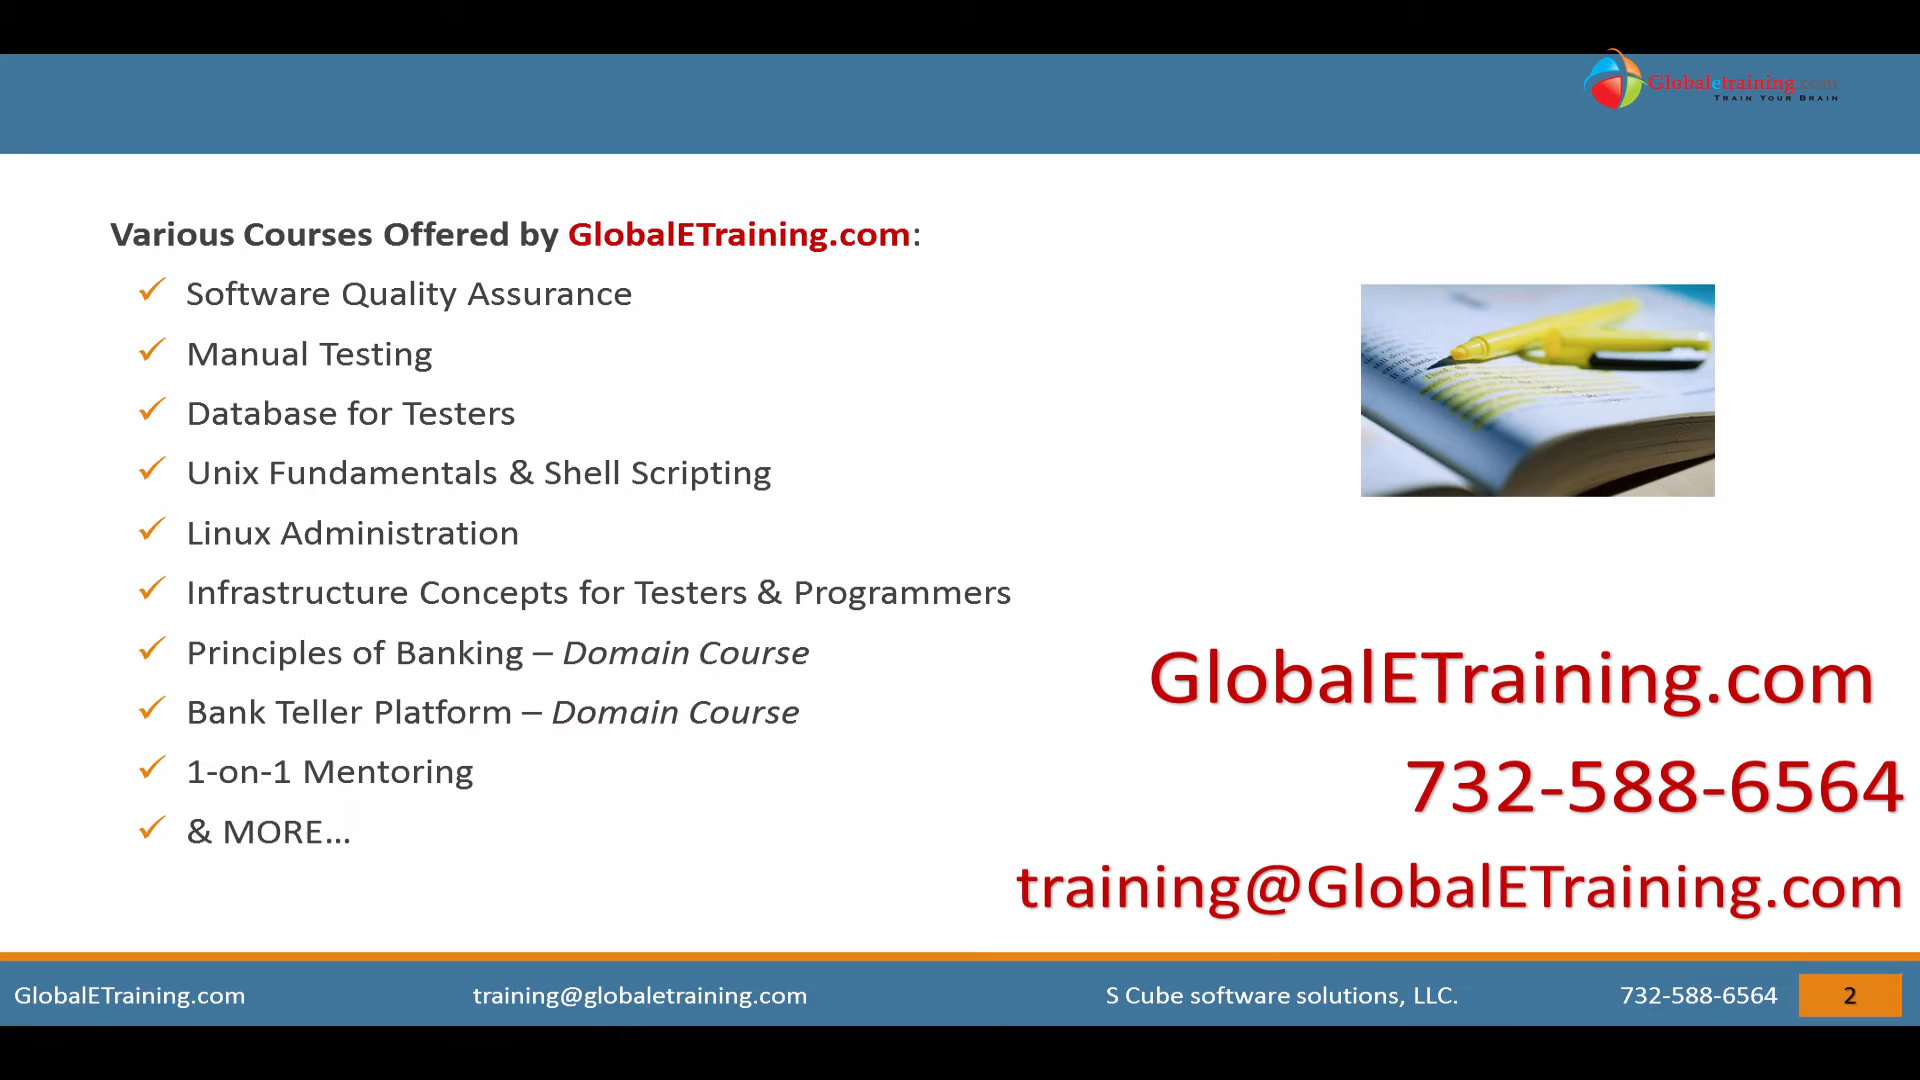 Globaletraining.com
TRAIN YOUR BRAIN
Various Courses Offered by GlobalETraining.com:
✓ Software Quality Assurance
✓ Manual Testing
✓ Database for Testers
✓ Unix Fundamentals & Shell Scripting
✓ Linux Administration
✓ Infrastructure Concepts for Testers & Programmers
✓ Principles of Banking – Domain Course
✓ Bank Teller Platform – Domain Course
✓ 1-on-1 Mentoring
✓ & MORE...
GlobalETraining.com
732-588-6564
training@GlobalETraining.com
GlobalETraining.com training@globaletraining.com S Cube software solutions, LLC. 732-588-6564 2